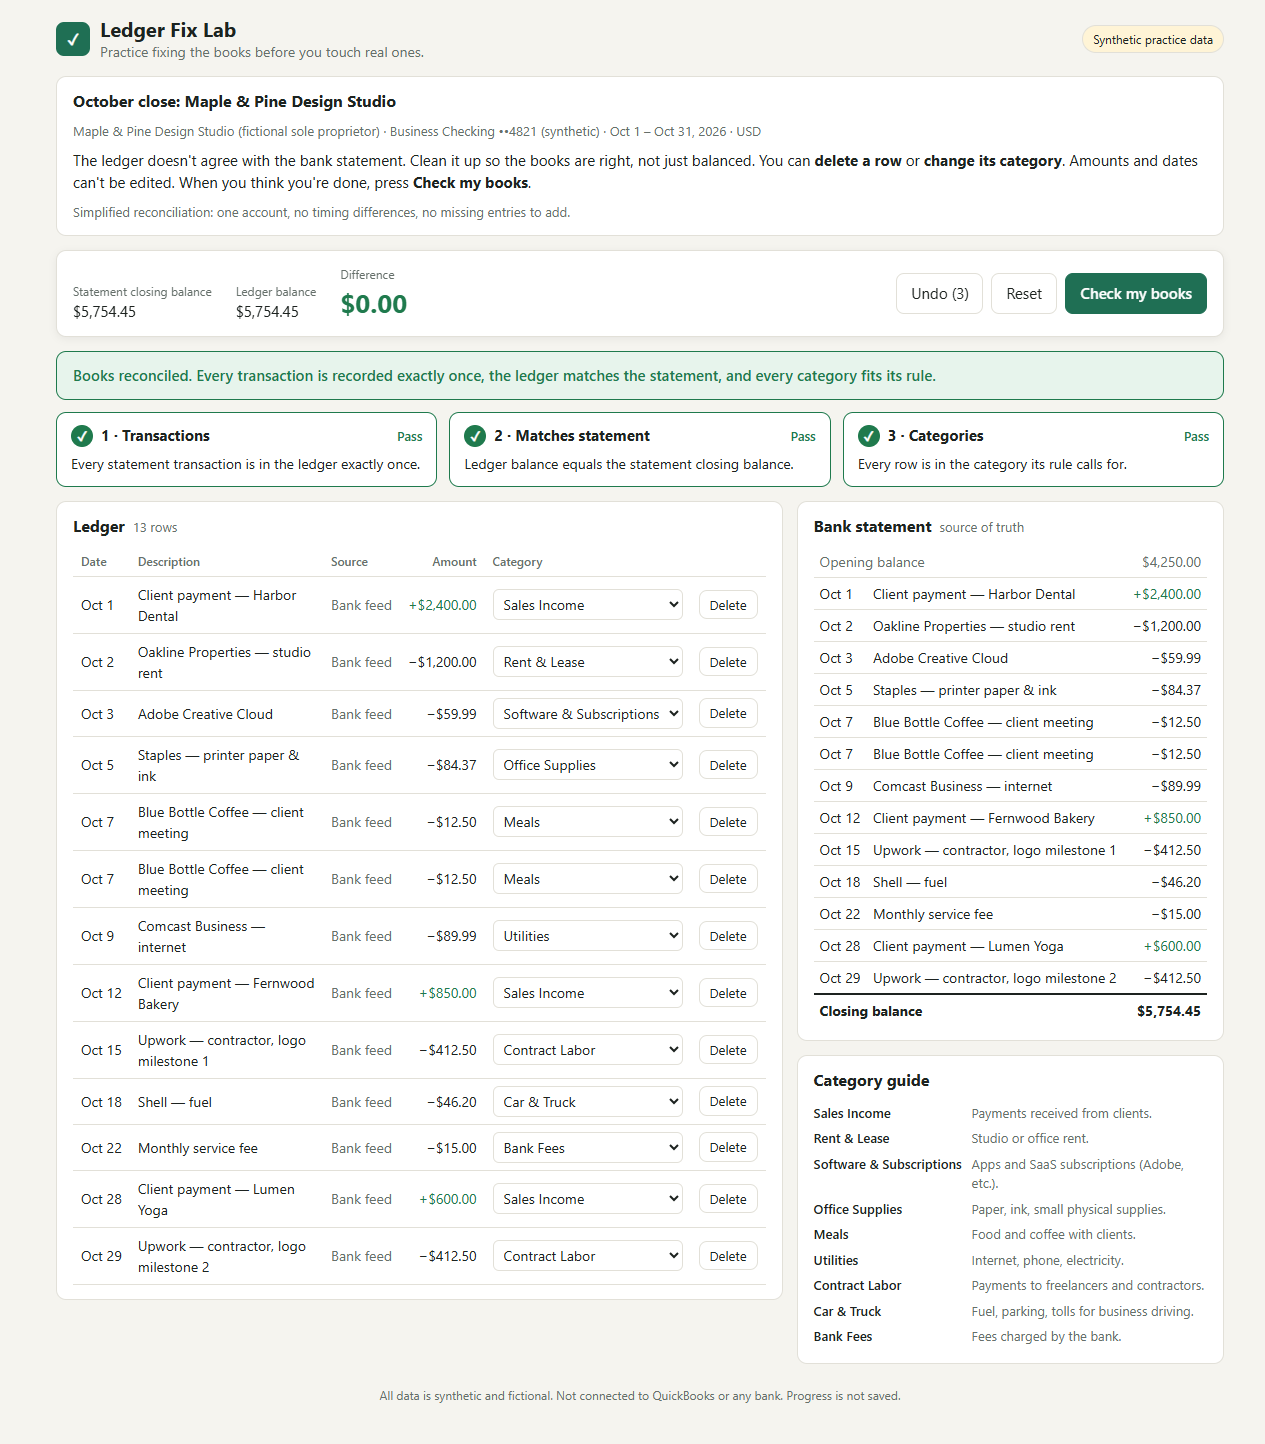 ✓
Ledger Fix Lab
Practice fixing the books before you touch real ones.
Synthetic practice data
October close: Maple & Pine Design Studio
Maple & Pine Design Studio (fictional sole proprietor) · Business Checking ••4821 (synthetic) · Oct 1 – Oct 31, 2026 · USD
The ledger doesn't agree with the bank statement. Clean it up so the books are right, not just balanced. You can delete a row or change its category. Amounts and dates
can't be edited. When you think you're done, press Check my books.
Simplified reconciliation: one account, no timing differences, no missing entries to add.
Statement closing balance
$5,754.45
Ledger balance
$5,754.45
Difference
$0.00
Undo (3)
Reset
Check my books
Books reconciled. Every transaction is recorded exactly once, the ledger matches the statement, and every category fits its rule.
✓ 1 · Transactions Pass
Every statement transaction is in the ledger exactly once.
✓ 2 · Matches statement Pass
Ledger balance equals the statement closing balance.
✓ 3 · Categories Pass
Every row is in the category its rule calls for.
Ledger 13 rows
Date Description Source Amount Category
Oct 1 Client payment — Harbor Bank feed +$2,400.00 Sales Income Delete
Dental
Oct 2 Oakline Properties — studio Bank feed −$1,200.00 Rent & Lease Delete
rent
Oct 3 Adobe Creative Cloud Bank feed −$59.99 Software & Subscriptions Delete
Oct 5 Staples — printer paper & Bank feed −$84.37 Office Supplies Delete
ink
Oct 7 Blue Bottle Coffee — client Bank feed −$12.50 Meals Delete
meeting
Oct 7 Blue Bottle Coffee — client Bank feed −$12.50 Meals Delete
meeting
Oct 9 Comcast Business — Bank feed −$89.99 Utilities Delete
internet
Oct 12 Client payment — Fernwood Bank feed +$850.00 Sales Income Delete
Bakery
Oct 15 Upwork — contractor, logo Bank feed −$412.50 Contract Labor Delete
milestone 1
Oct 18 Shell — fuel Bank feed −$46.20 Car & Truck Delete
Oct 22 Monthly service fee Bank feed −$15.00 Bank Fees Delete
Oct 28 Client payment — Lumen Bank feed +$600.00 Sales Income Delete
Yoga
Oct 29 Upwork — contractor, logo Bank feed −$412.50 Contract Labor Delete
milestone 2
Bank statement source of truth
Opening balance $4,250.00
Oct 1 Client payment — Harbor Dental +$2,400.00
Oct 2 Oakline Properties — studio rent −$1,200.00
Oct 3 Adobe Creative Cloud −$59.99
Oct 5 Staples — printer paper & ink −$84.37
Oct 7 Blue Bottle Coffee — client meeting −$12.50
Oct 7 Blue Bottle Coffee — client meeting −$12.50
Oct 9 Comcast Business — internet −$89.99
Oct 12 Client payment — Fernwood Bakery +$850.00
Oct 15 Upwork — contractor, logo milestone 1 −$412.50
Oct 18 Shell — fuel −$46.20
Oct 22 Monthly service fee −$15.00
Oct 28 Client payment — Lumen Yoga +$600.00
Oct 29 Upwork — contractor, logo milestone 2 −$412.50
Closing balance $5,754.45
Category guide
Sales Income Payments received from clients.
Rent & Lease Studio or office rent.
Software & Subscriptions Apps and SaaS subscriptions (Adobe,
etc.).
Office Supplies Paper, ink, small physical supplies.
Meals Food and coffee with clients.
Utilities Internet, phone, electricity.
Contract Labor Payments to freelancers and contractors.
Car & Truck Fuel, parking, tolls for business driving.
Bank Fees Fees charged by the bank.
All data is synthetic and fictional. Not connected to QuickBooks or any bank. Progress is not saved.